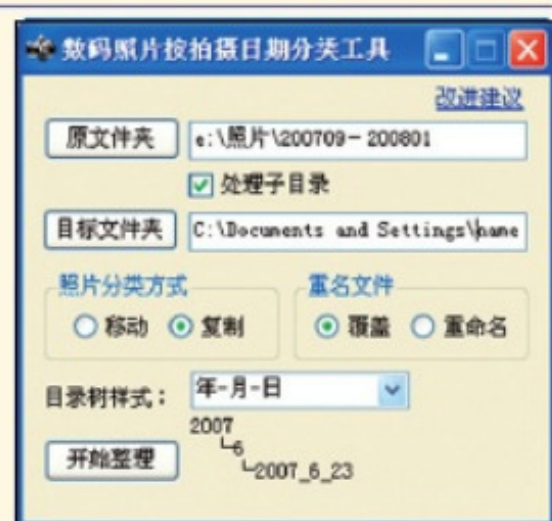 数码照片按拍摄日期分类工具
改进建议
原文件夹 e:\照片\200709-200801
处理子目录
目标文件夹 C:\Documents and Settings\name
照片分类方式 重名文件
移动 复制 覆盖 重命名
目录树样式： 年-月-日
2007
6
开始整理
2007_6_23